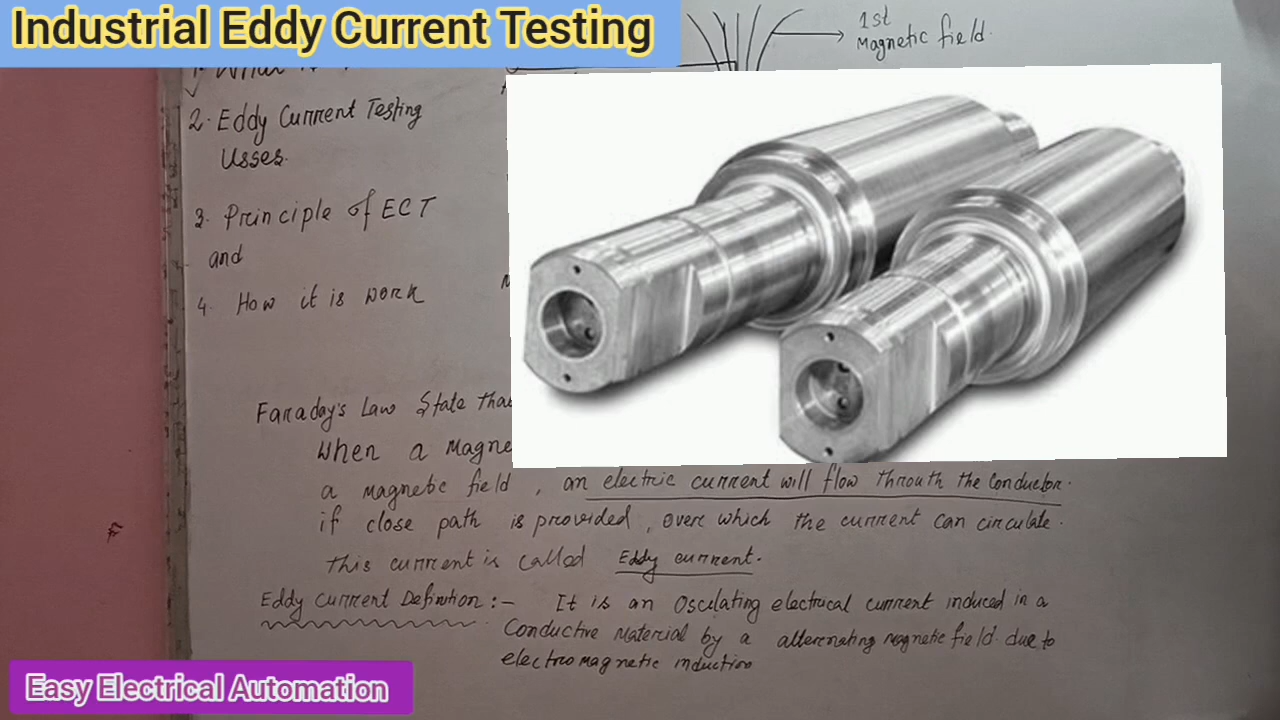 Industrial Eddy Current Testing
1st
Magnetic field.
2. Eddy Current Testing
Usses.
3. Principle of ECT
and
4. How it is work
Faraday's Law State that
When a Magne
a magnetic field, an electric current will flow throuth the Conductor.
if close path is provided, over which the current can circulate.
this current is called Eddy current.
Eddy Current Definition :- It is an Oscilating electrical current induced in a
Conductive Material by a alternating magnetic field. due to
electromagnetic induction
Easy Electrical Automation